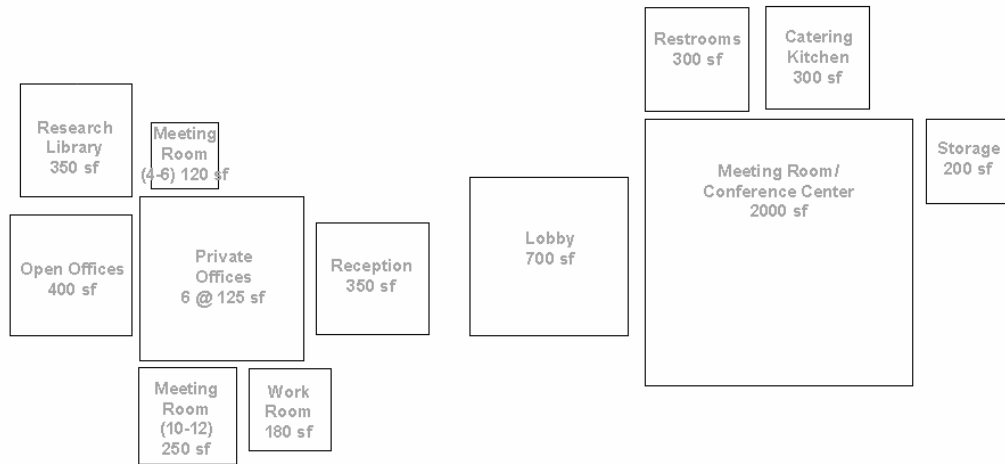 Restrooms
300 sf
Catering
Kitchen
300 sf
Research
Library
350 sf
Meeting
Room
(4-6) 120 sf
Meeting Room/
Conference Center
2000 sf
Storage
200 sf
Open Offices
400 sf
Private
Offices
6 @ 125 sf
Reception
350 sf
Lobby
700 sf
Meeting
Room
(10-12)
250 sf
Work
Room
180 sf